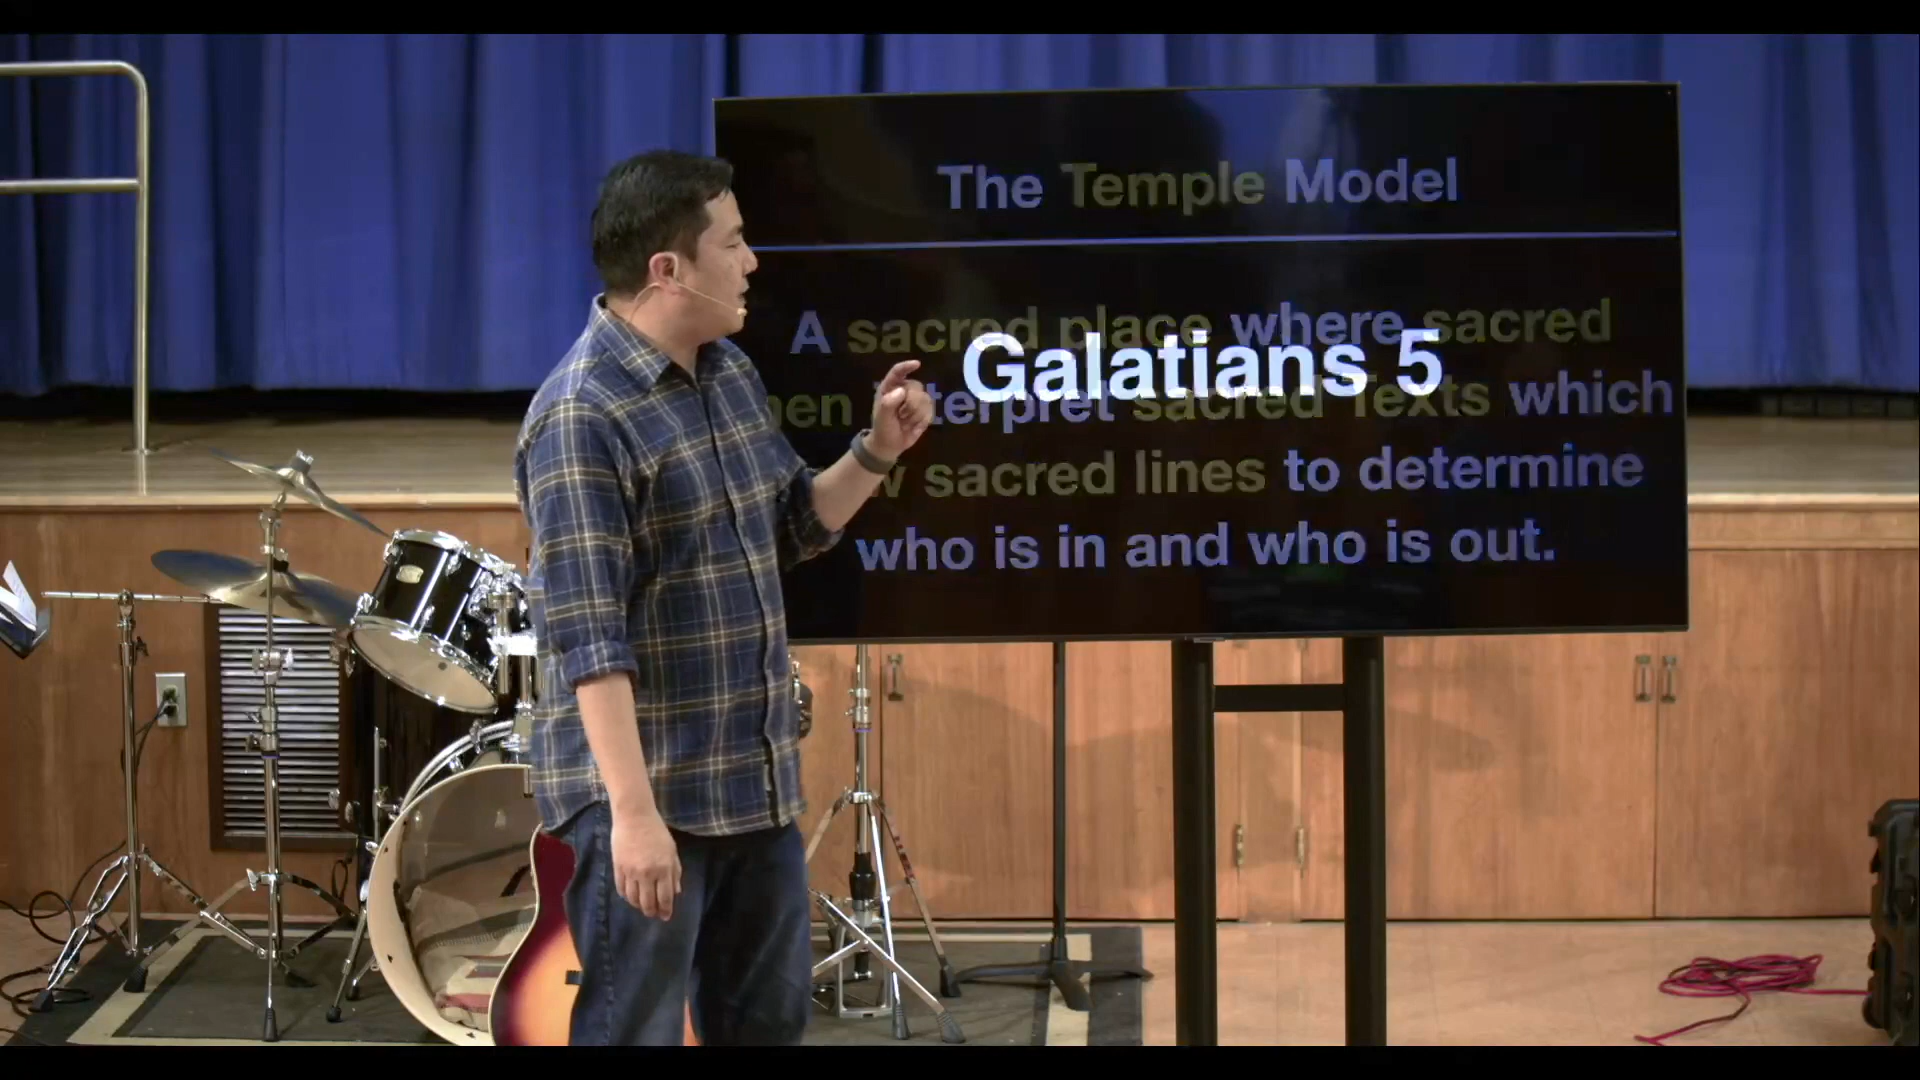 The Temple Model
A sacred place where sacred
Galatians 5
interpret sacred Texts which
sacred lines to determine
who is in and who is out.